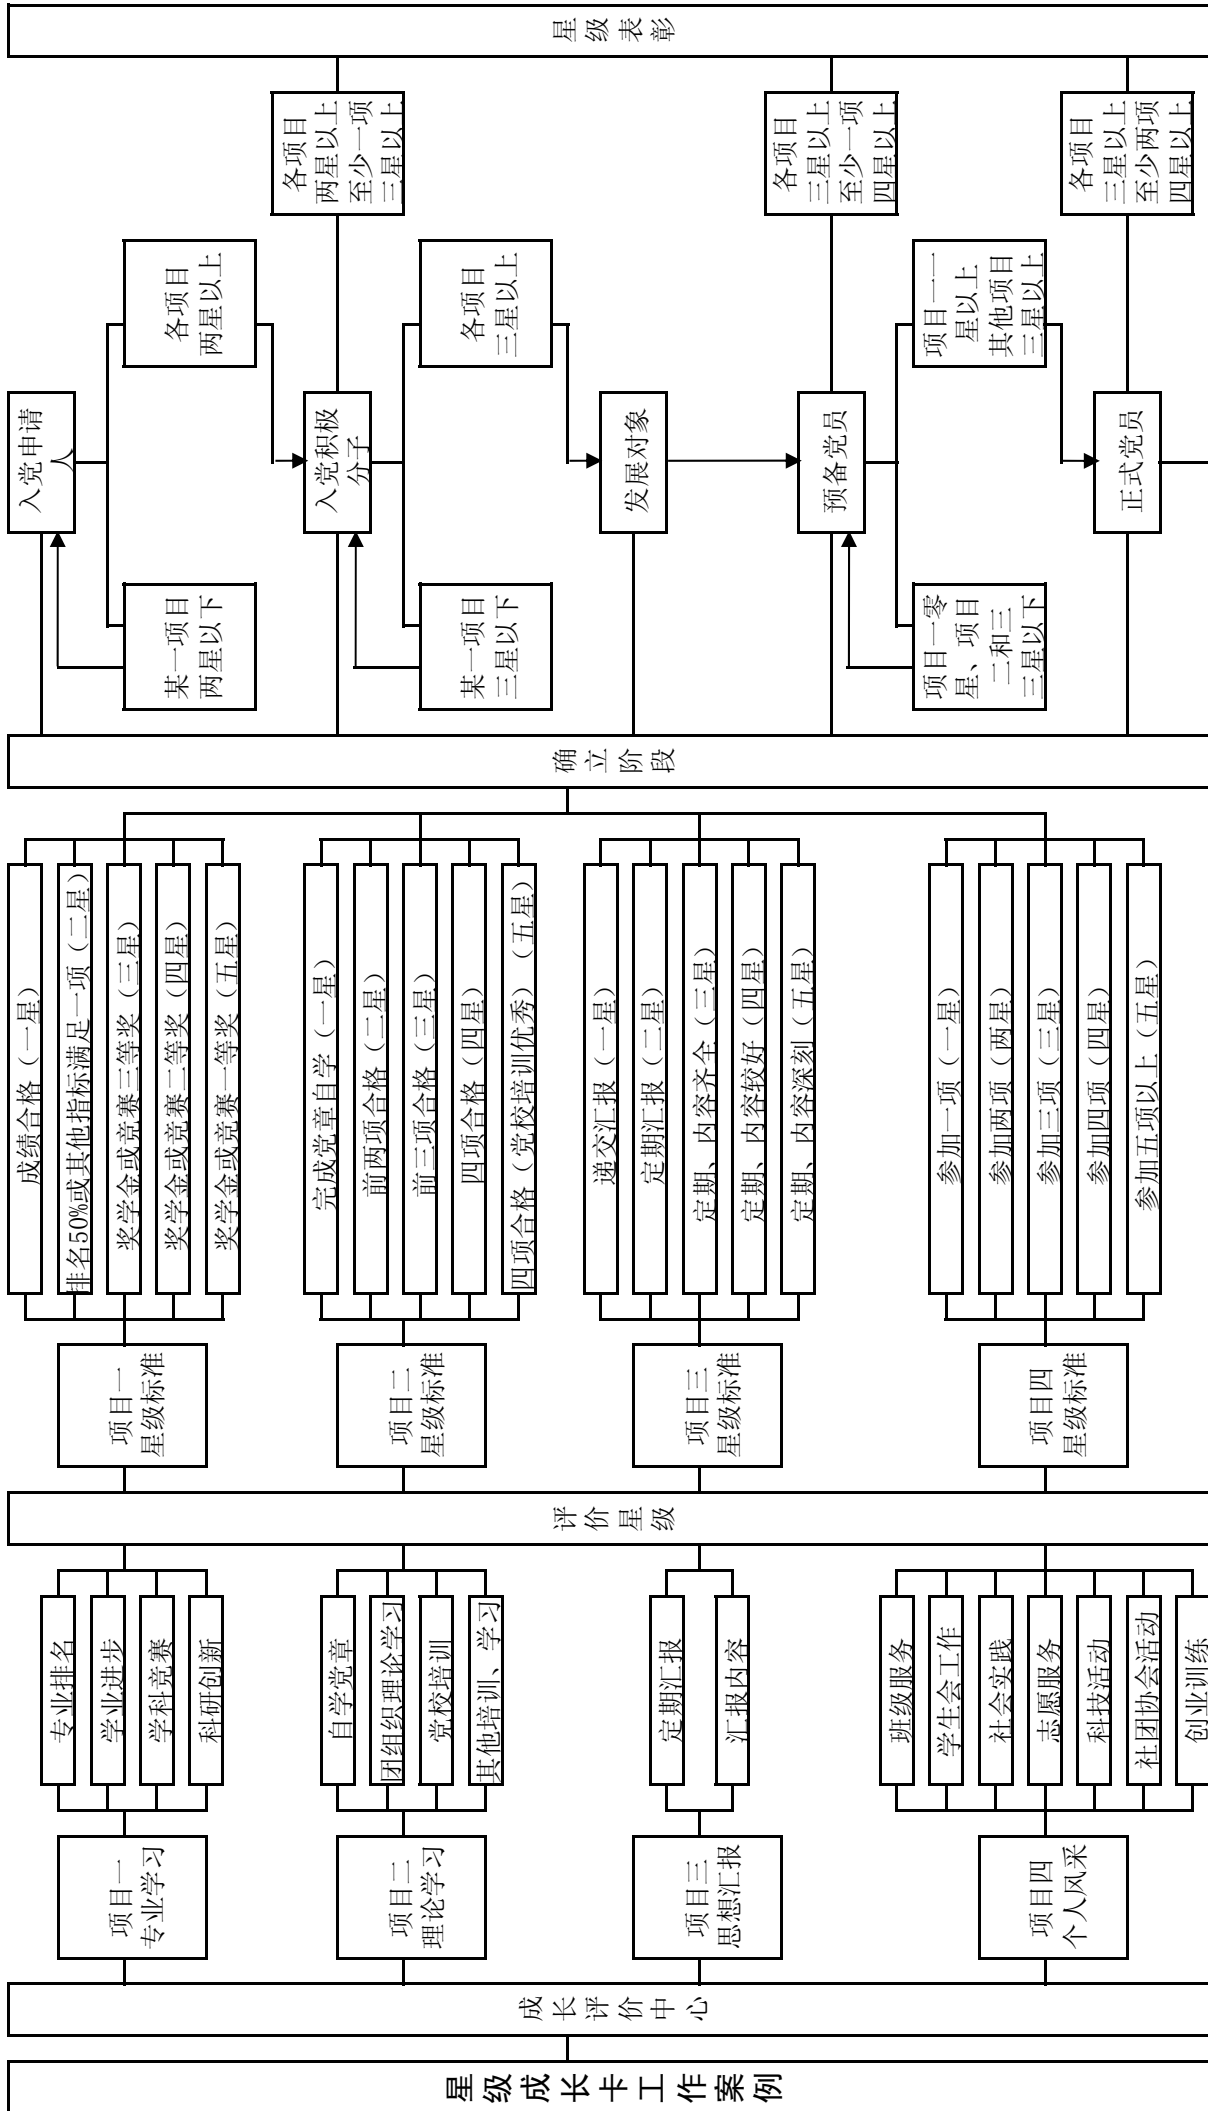 星级成长卡工作案例
成长评价中心
项目一
专业学习
项目二
理论学习
项目三
思想汇报
项目四
个人风采
专业排名
学业进步
学科竞赛
科研创新
自学党章
团组织理论学习
党校培训
其他培训、学习
定期汇报
汇报内容
班级服务
学生会工作
社会实践
志愿服务
科技活动
社团协会活动
创业训练
评价星级
项目一
星级标准
项目二
星级标准
项目三
星级标准
项目四
星级标准
成绩合格（一星）
排名50%或其他指标满足一项（二星）
奖学金或竞赛三等奖（三星）
奖学金或竞赛二等奖（四星）
奖学金或竞赛一等奖（五星）
完成党章自学（一星）
前两项合格（二星）
前三项合格（三星）
四项合格（四星）
四项合格（党校培训优秀）（五星）
递交汇报（一星）
定期汇报（二星）
定期、内容齐全（三星）
定期、内容较好（四星）
定期、内容深刻（五星）
参加一项（一星）
参加两项（两星）
参加三项（三星）
参加四项（四星）
参加五项以上（五星）
确立阶段
某一项目
两星以下
某一项目
三星以下
项目一零
星、项目
二和三
三星以下
入党申请
人
入党积极
分子
发展对象
预备党员
正式党员
各项目
两星以上
各项目
三星以上
项目一一
星以上
其他项目
三星以上
各项目
两星以上
至少一项
三星以上
各项目
三星以上
至少一项
四星以上
各项目
三星以上
至少两项
四星以上
星级表彰